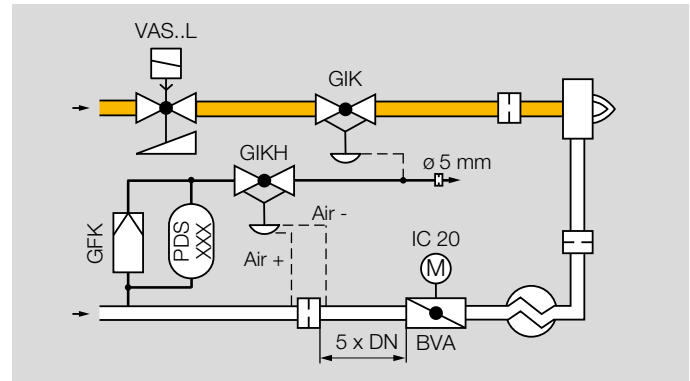 VAS..L
GIK
GIKH
ø 5 mm
Air -
GFK
PDS
XXX
Air +
IC 20
M
5 x DN
BVA